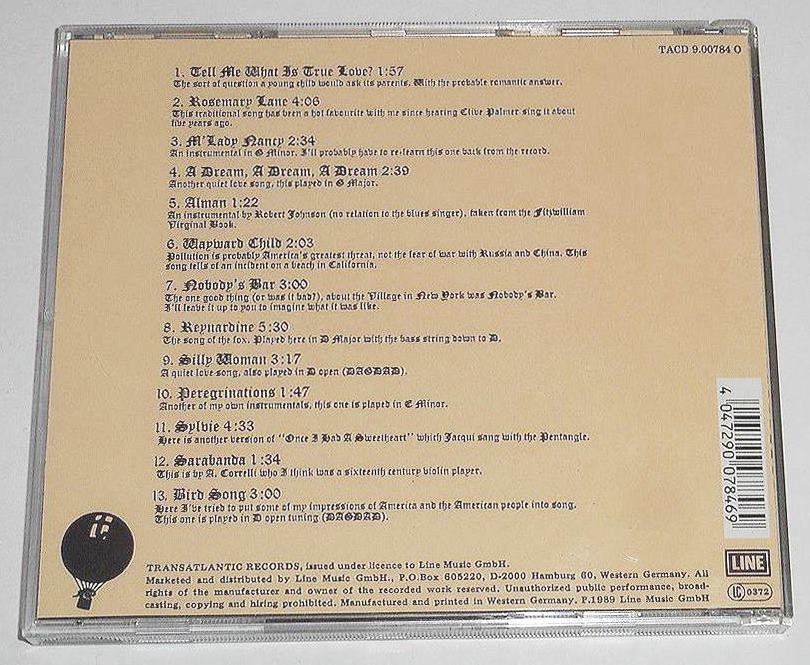 TACD 9.00784 O
1. Tell Me What Is True Love? 1:57
The sort of question a young child would ask its parents. With the probable romantic answer.
2. Rosemary Lane 4:06
This traditional song has been a hot favourite with me since hearing Clive Palmer sing it about
five years ago.
3. M'Lady Nancy 2:34
An instrumental in G Minor. I'll probably have to re-learn this one back from the record.
4. A Dream, A Dream, A Dream 2:39
Another quiet love song, this played in G Major.
5. Alman 1:22
An instrumental by Robert Johnson (no relation to the blues singer), taken from the Fitzwilliam
Virginal Book.
6. Wayward Child 2:03
Pollution is probably America's greatest threat, not the fear of war with Russia and China. This
song tells of an incident on a beach in California.
7. Nobody's Bar 3:00
The one good thing (or was it bad?), about the Village in New York was Nobody's Bar.
I'll leave it up to you to imagine what it was like.
8. Reynardine 5:30
The song of the fox. Played here in D Major with the bass string down to D.
9. Silly Woman 3:17
A quiet love song, also played in D open (DAGDAD).
10. Peregrinations 1:47
Another of my own instrumentals, this one is played in E Minor.
11. Sylvie 4:33
Here is another version of "Once I Had A Sweetheart" which Jacqui sang with the Pentangle.
12. Sarabanda 1:34
This is by A. Correlli who I think was a sixteenth century violin player.
13. Bird Song 3:00
Here I've tried to put some of my impressions of America and the American people into song.
This one is played in D open tuning (DAGDAD).
4 047290 078469
TRANSATLANTIC RECORDS, issued under licence to Line Music GmbH.
Marketed and distributed by Line Music GmbH., P.O.Box 605220, D-2000 Hamburg 60, Western Germany. All
rights of the manufacturer and owner of the recorded work reserved. Unauthorized public performance, broad-
casting, copying and hiring prohibited. Manufactured and printed in Western Germany. P.1989 Line Music GmbH
LINE
LC 0372